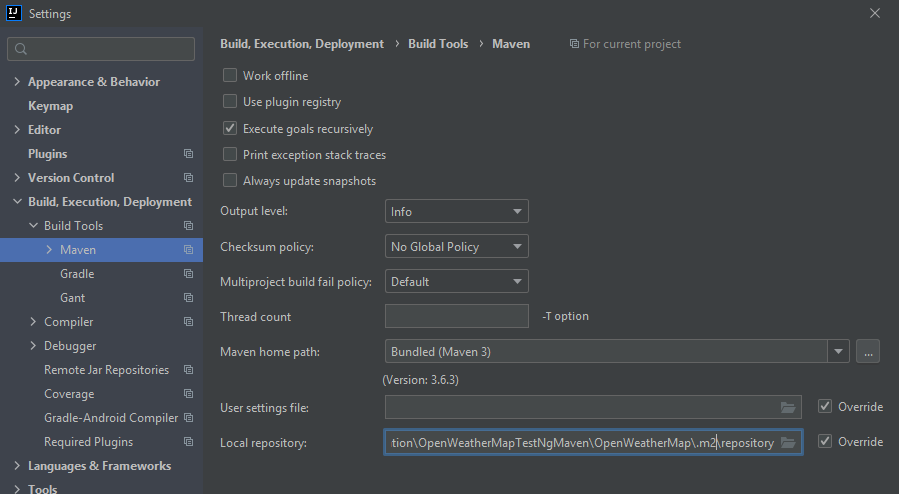 IJ
Settings
Appearance & Behavior
Keymap
Editor
Plugins
Version Control
Build, Execution, Deployment
Build Tools
Maven
Gradle
Gant
Compiler
Debugger
Remote Jar Repositories
Coverage
Gradle-Android Compiler
Required Plugins
Languages & Frameworks
Tools
Build, Execution, Deployment › Build Tools › Maven For current project
Work offline
Use plugin registry
Execute goals recursively
Print exception stack traces
Always update snapshots
Output level: Info
Checksum policy: No Global Policy
Multiproject build fail policy: Default
Thread count -T option
Maven home path: Bundled (Maven 3) ...
(Version: 3.6.3)
User settings file: Override
Local repository: tion\OpenWeatherMapTestNgMaven\OpenWeatherMap\.m2\repository Override